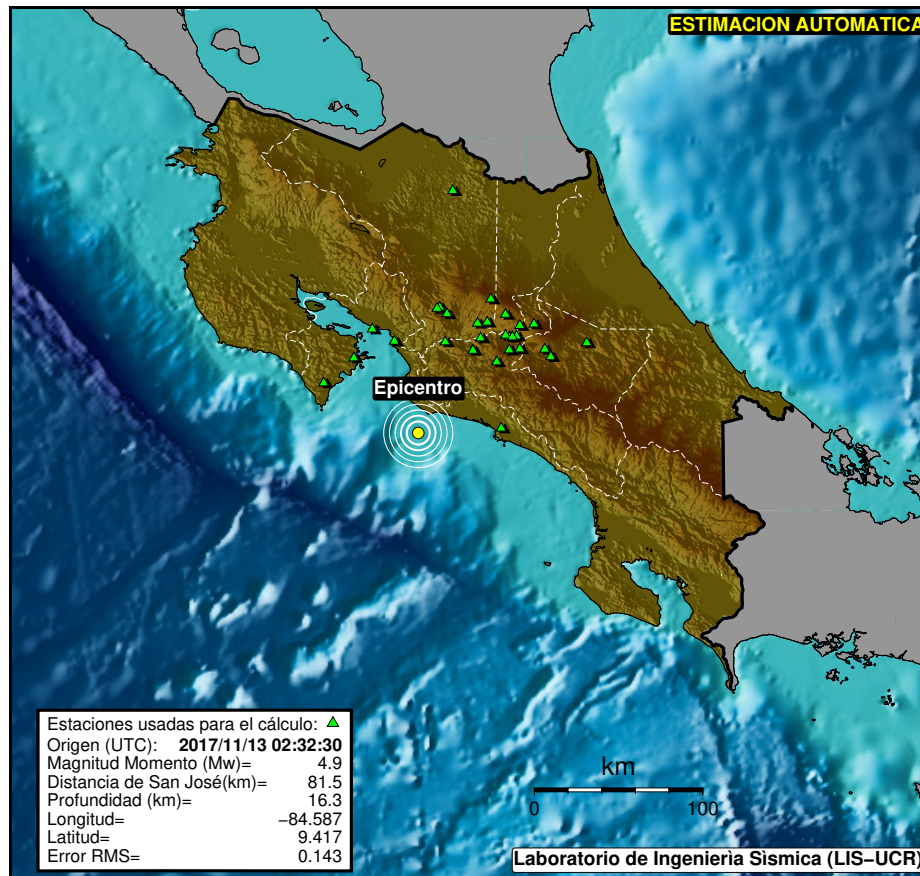 ESTIMACION AUTOMATICA
Epicentro
Estaciones usadas para el cálculo:
Origen (UTC): 2017/11/13 02:32:30
Magnitud Momento (Mw)= 4.9
Distancia de San José(km)= 81.5
Profundidad (km)= 16.3
Longitud= −84.587
Latitud= 9.417
Error RMS= 0.143
km
0 100
Laboratorio de Ingenierìa Sìsmica (LIS−UCR)